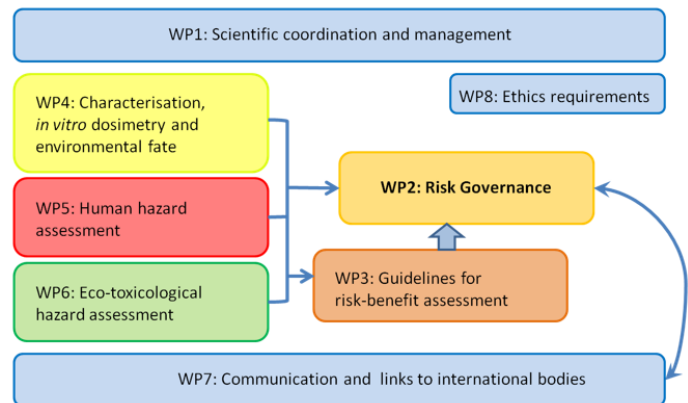 WP1: Scientific coordination and management
WP4: Characterisation,
in vitro dosimetry and
environmental fate
WP8: Ethics requirements
WP2: Risk Governance
WP5: Human hazard
assessment
WP3: Guidelines for
risk-benefit assessment
WP6: Eco-toxicological
hazard assessment
WP7: Communication and  links to international bodies